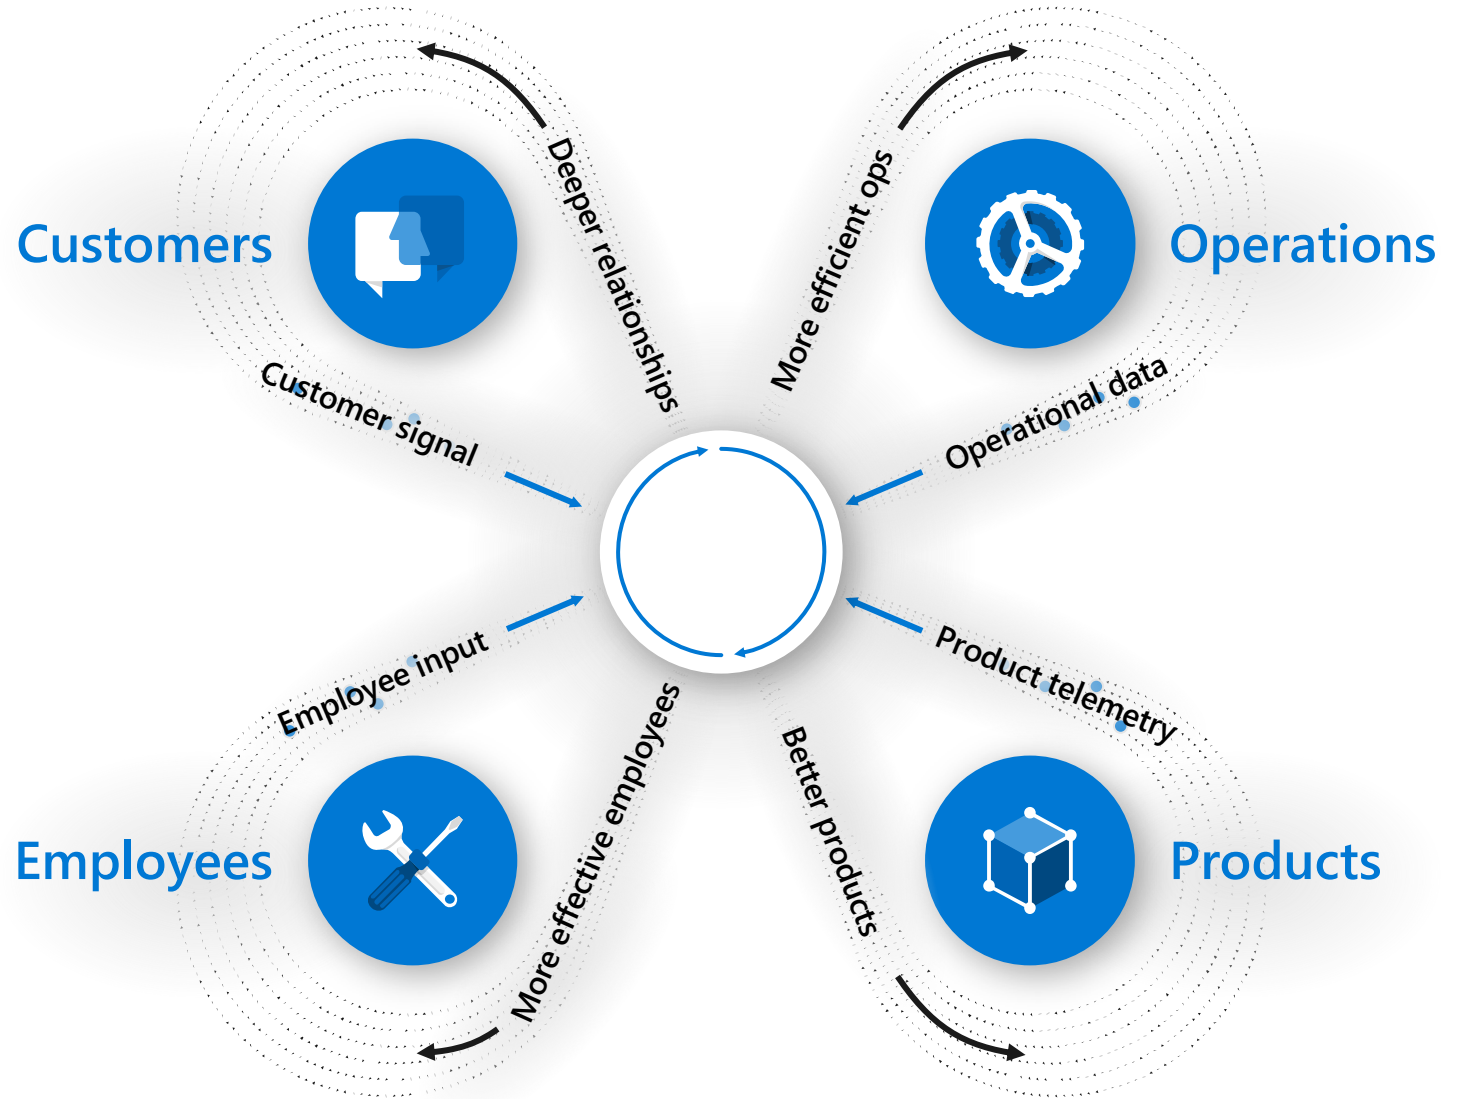 Customers
Deeper relationships
Customer signal
Operations
More efficient ops
Operational data
Employees
Employee input
More effective employees
Products
Product telemetry
Better products